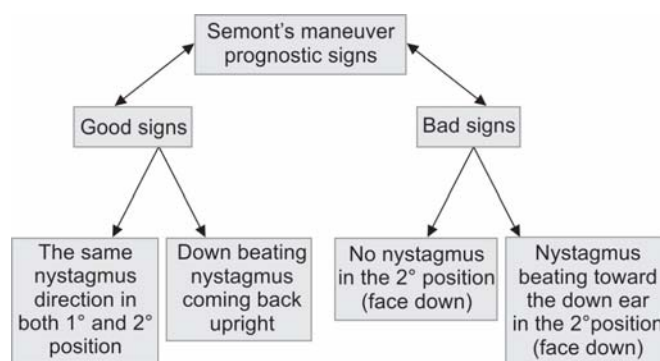 Semont’s maneuver
prognostic signs
Good signs
Bad signs
The same
nystagmus
direction in
both 1° and 2°
position
Down beating
nystagmus
coming back
upright
No nystagmus
in the 2° position
(face down)
Nystagmus
beating toward
the down ear
in the 2°position
(face down)